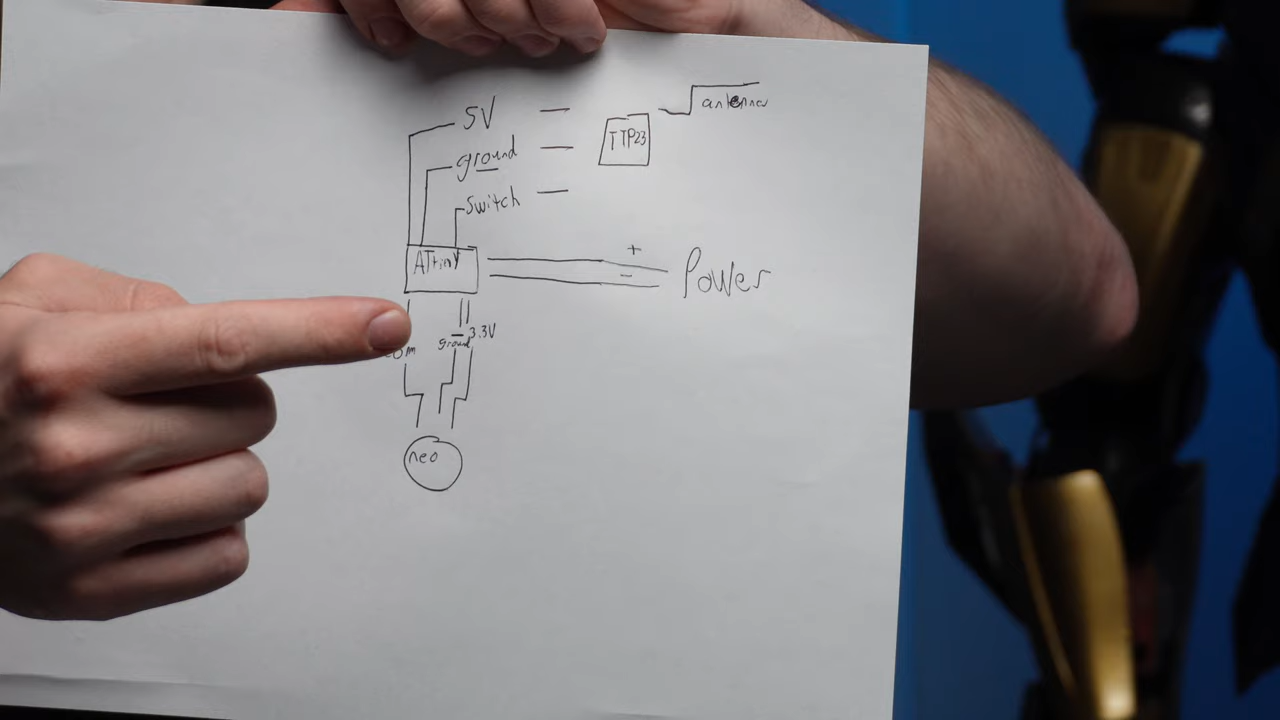 5V
antenna
TTP23
ground
Switch
ATtiny
+
-
Power
3.3V
ground
neo